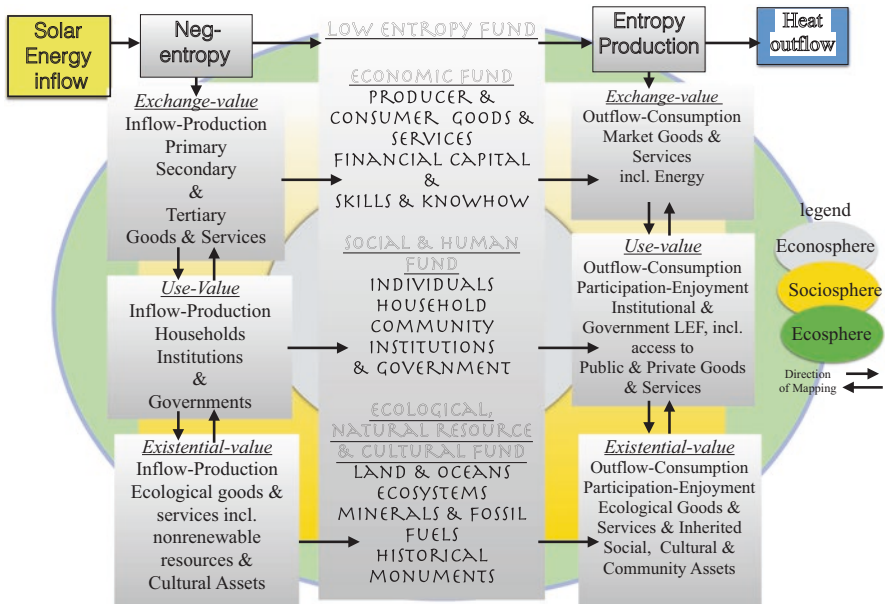 Solar
Energy
inflow
Neg-
entropy
LOW ENTROPY FUND
Entropy
Production
Heat
outflow
Exchange-value
Inflow-Production
Primary
Secondary
&
Tertiary
Goods & Services
Use-Value
Inflow-Production
Households
Institutions
&
Governments
Existential-value
Inflow-Production
Ecological goods &
services incl.
nonrenewable
resources &
Cultural Assets
ECONOMIC FUND
PRODUCER &
CONSUMER GOODS &
SERVICES
FINANCIAL CAPITAL
&
SKILLS & KNOWHOW
SOCIAL & HUMAN
FUND
INDIVIDUALS
HOUSEHOLD
COMMUNITY
INSTITUTIONS
& GOVERNMENT
ECOLOGICAL,
NATURAL RESOURCE
& CULTURAL FUND
LAND & OCEANS
ECOSYSTEMS
MINERALS & FOSSIL
FUELS
HISTORICAL
MONUMENTS
Exchange-value
Outflow-Consumption
Market Goods &
Services
incl. Energy
Use-value
Outflow-Consumption
Participation-Enjoyment
Institutional &
Government LEF, incl.
access to
Public & Private Goods
& Services
Existential-value
Outflow-Consumption
Participation-Enjoyment
Ecological Goods &
Services & Inherited
Social, Cultural &
Community Assets
legend
Econosphere
Sociosphere
Ecosphere
Direction
of Mapping